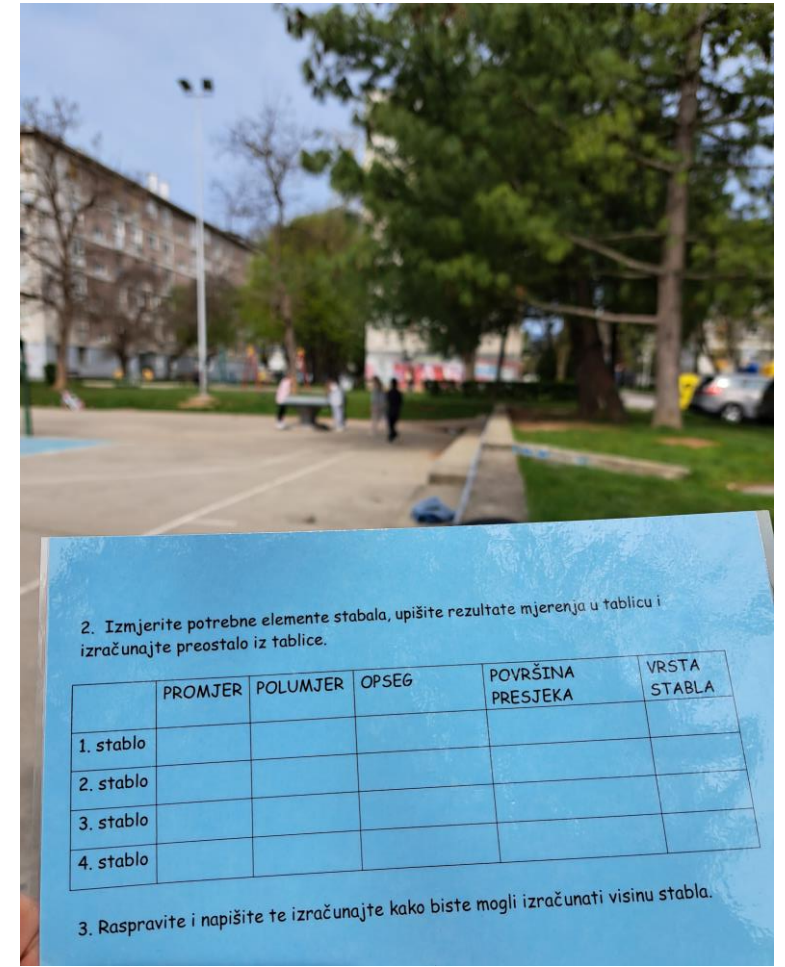 2. Izmjerite potrebne elemente stabala, upišite rezultate mjerenja u tablicu i
izračunajte preostalo iz tablice.
PROMJER POLUMJER OPSEG POVRŠINA PRESJEKA VRSTA STABLA
1. stablo
2. stablo
3. stablo
4. stablo
3. Raspravite i napišite te izračunajte kako biste mogli izračunati visinu stabla.